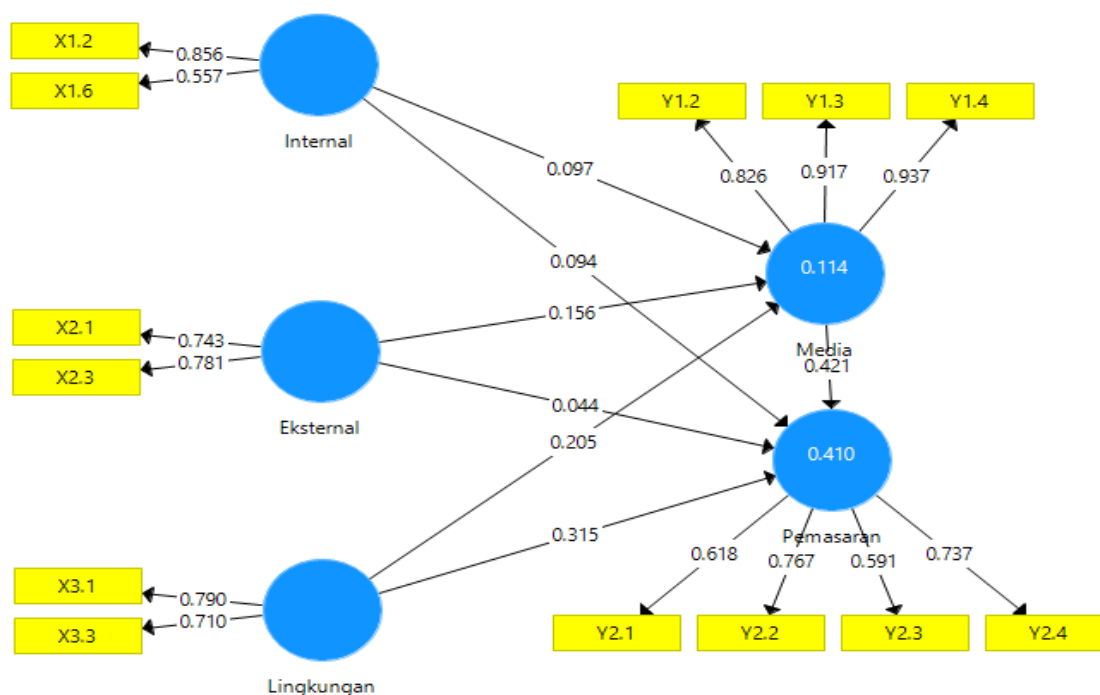 X1.2
0.856
X1.6
0.557
Internal
Y1.2
Y1.3
Y1.4
0.826
0.917
0.937
0.097
0.094
0.114
Media
X2.1
0.743
X2.3
0.781
Eksternal
0.156
0.044
0.421
0.205
0.410
Pemasaran
0.315
X3.1
0.790
X3.3
0.710
Lingkungan
0.618
0.767
0.591
0.737
Y2.1
Y2.2
Y2.3
Y2.4